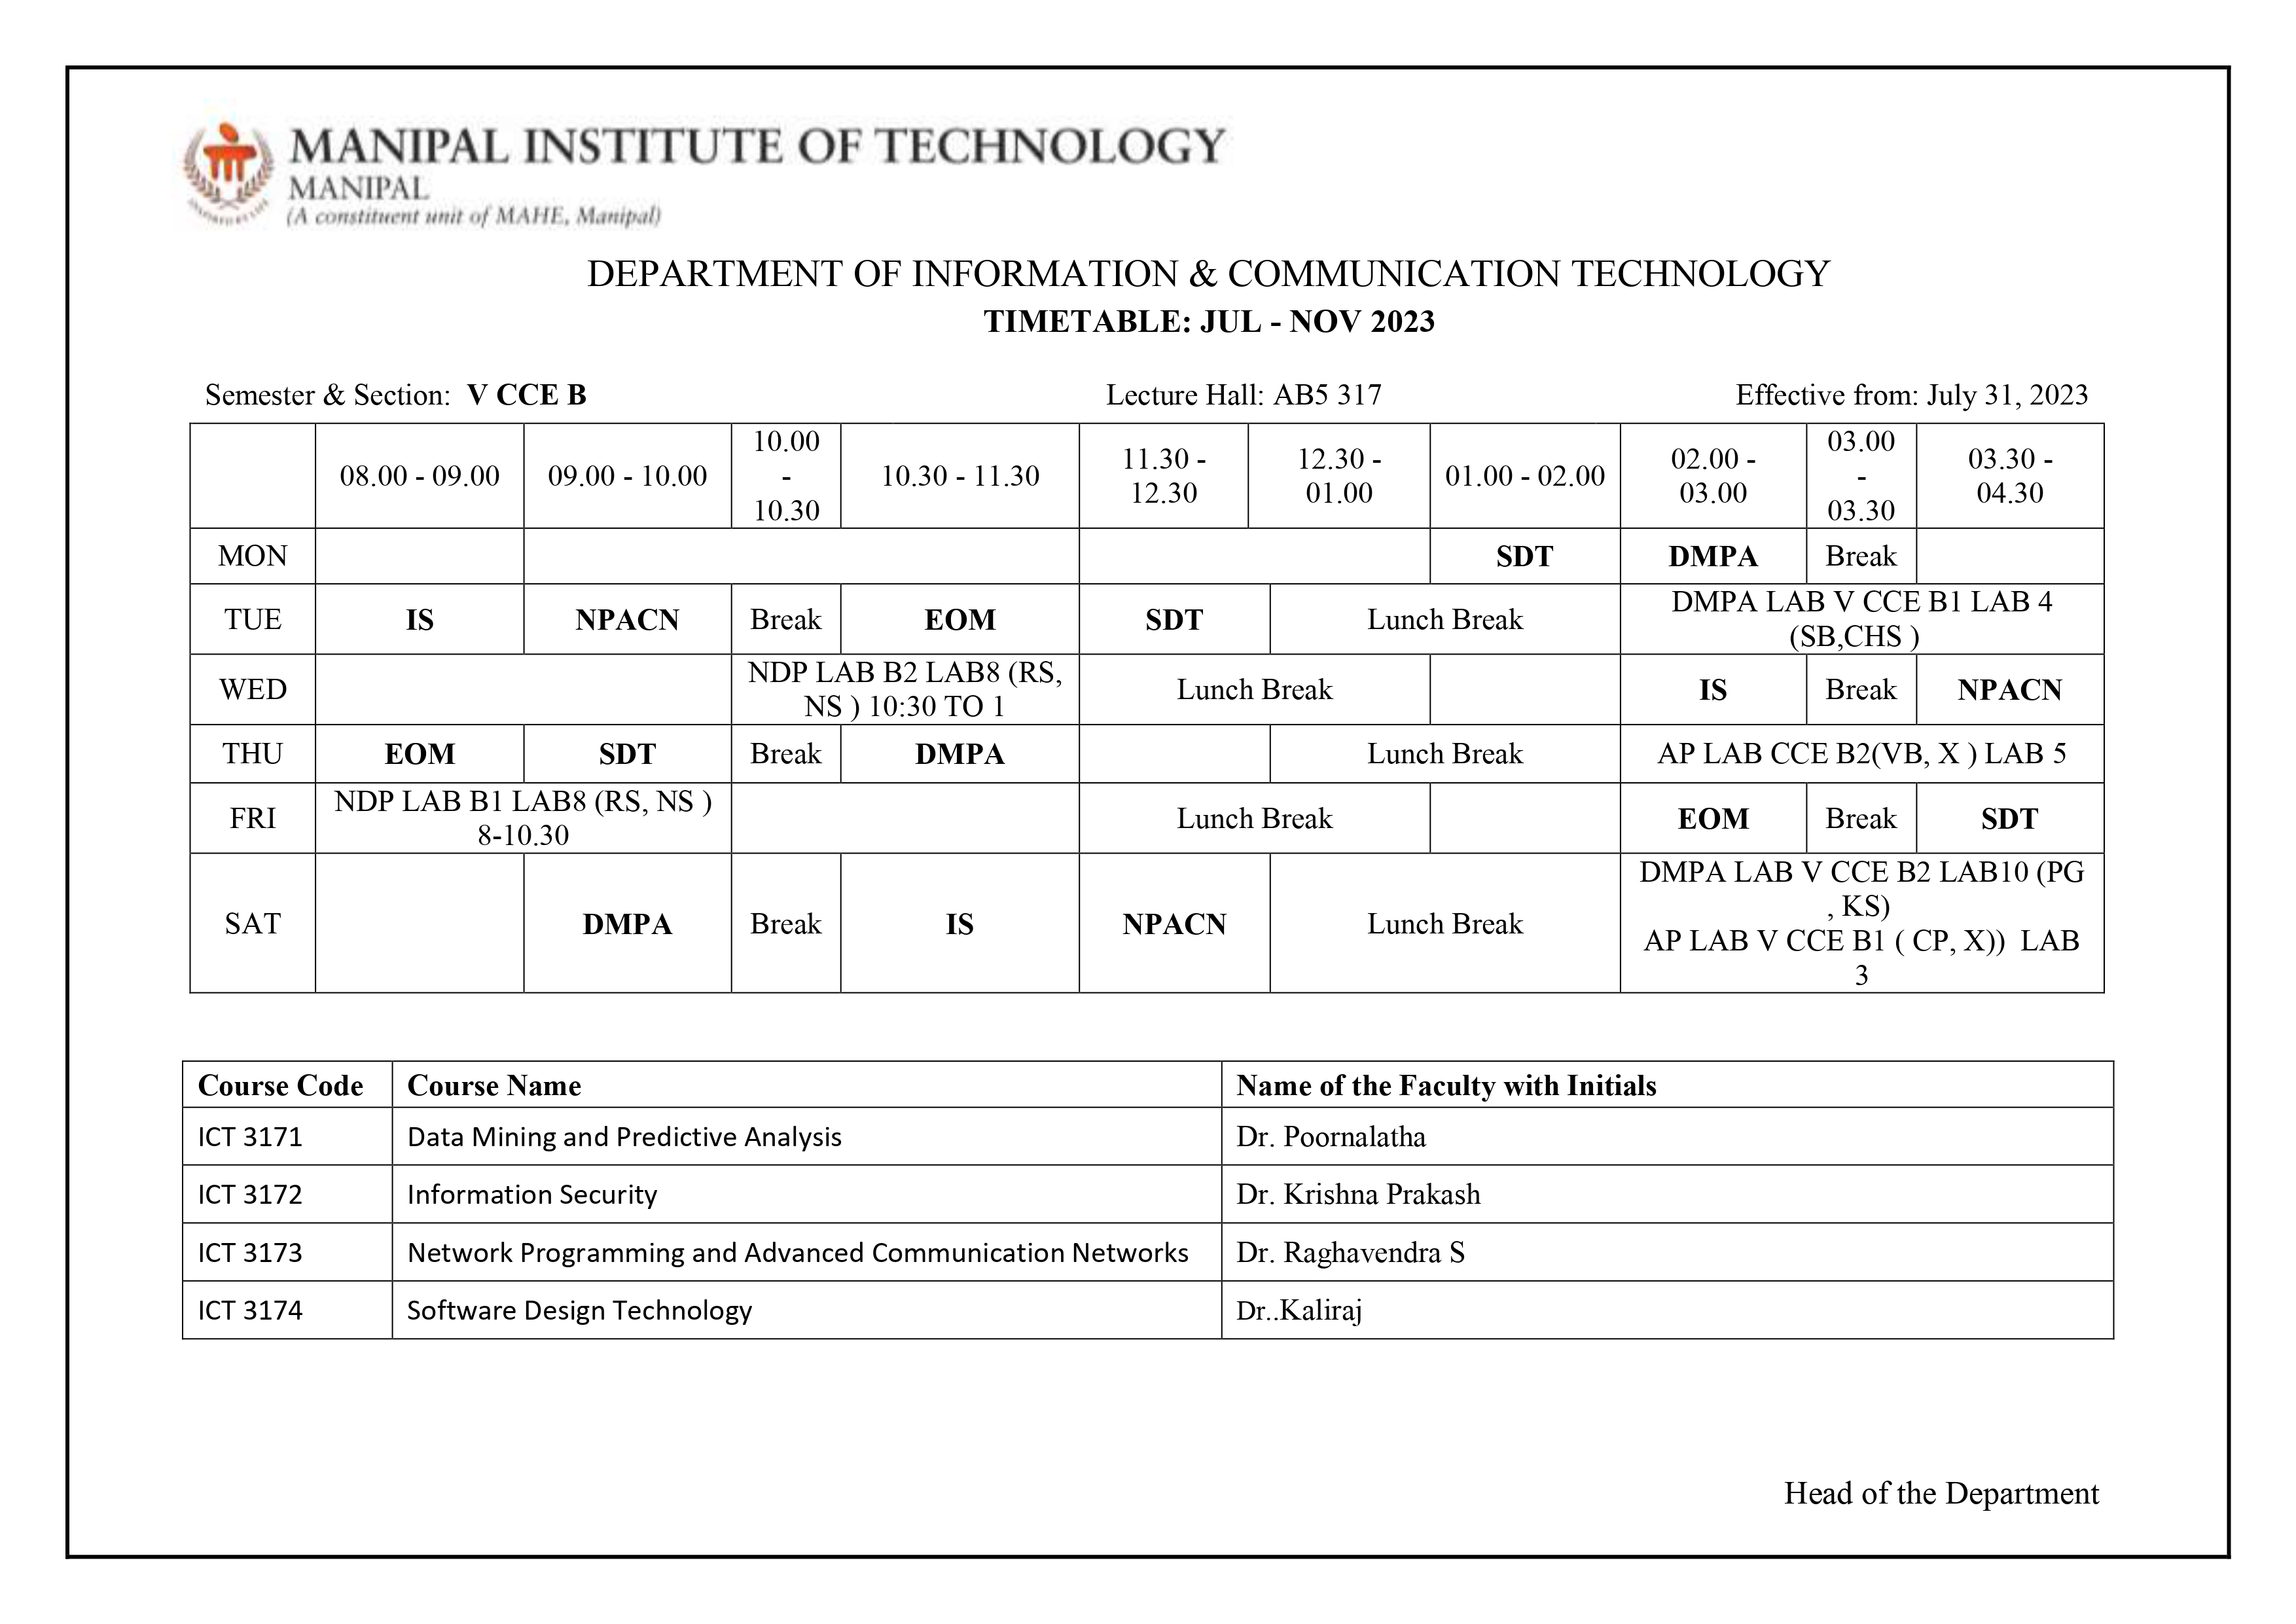 MANIPAL INSTITUTE OF TECHNOLOGY
MANIPAL
(A constituent unit of MAHE, Manipal)
DEPARTMENT OF INFORMATION & COMMUNICATION TECHNOLOGY
TIMETABLE: JUL - NOV 2023
Semester & Section: V CCE B Lecture Hall: AB5 317 Effective from: July 31, 2023
08.00 - 09.00 09.00 - 10.00 10.00 - 10.30 10.30 - 11.30 11.30 - 12.30 12.30 - 01.00 01.00 - 02.00 02.00 - 03.00 03.00 - 03.30 03.30 - 04.30
MON SDT DMPA Break
TUE IS NPACN Break EOM SDT Lunch Break DMPA LAB V CCE B1 LAB 4 (SB,CHS )
WED NDP LAB B2 LAB8 (RS, NS ) 10:30 TO 1 Lunch Break IS Break NPACN
THU EOM SDT Break DMPA Lunch Break AP LAB CCE B2(VB, X ) LAB 5
FRI NDP LAB B1 LAB8 (RS, NS ) 8-10.30 Lunch Break EOM Break SDT
SAT DMPA Break IS NPACN Lunch Break DMPA LAB V CCE B2 LAB10 (PG , KS) AP LAB V CCE B1 ( CP, X)) LAB 3
Course Code Course Name Name of the Faculty with Initials
ICT 3171 Data Mining and Predictive Analysis Dr. Poornalatha
ICT 3172 Information Security Dr. Krishna Prakash
ICT 3173 Network Programming and Advanced Communication Networks Dr. Raghavendra S
ICT 3174 Software Design Technology Dr..Kaliraj
Head of the Department